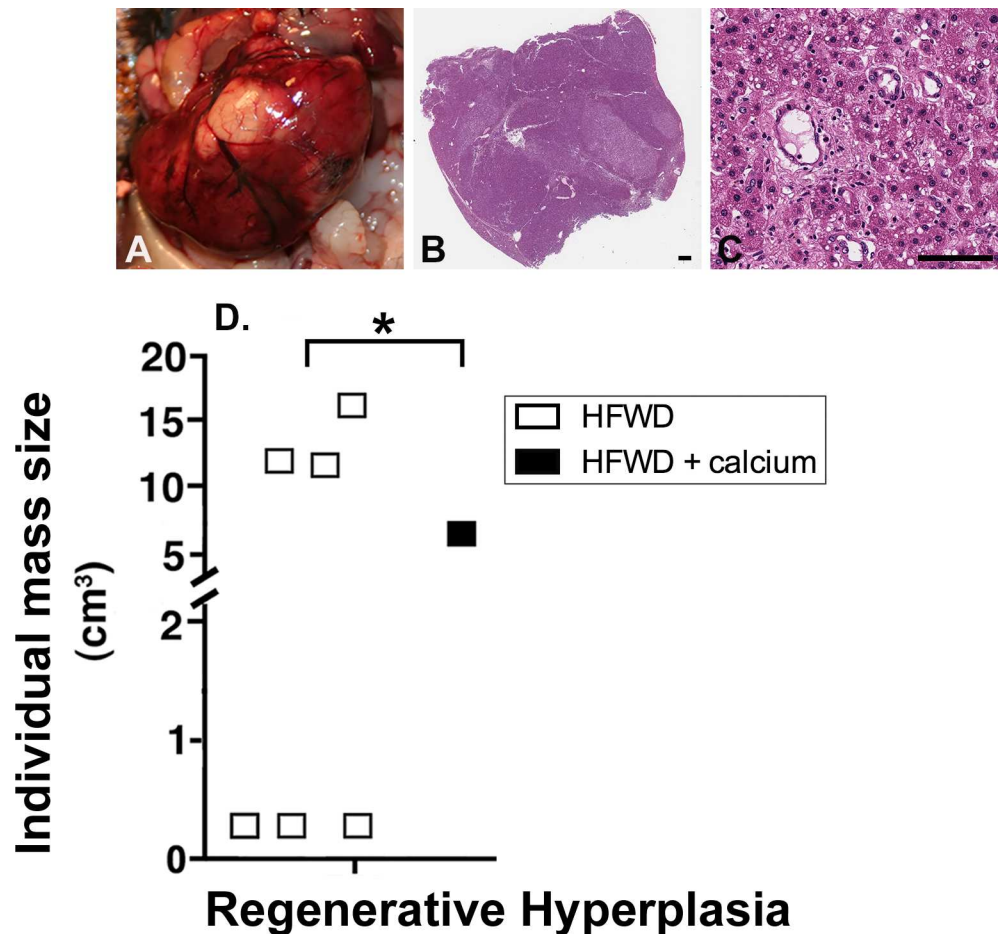 A
B
C
D.
*
20
15
10
5
2
1
0
Individual mass size
(cm³)
HFWD
HFWD + calcium
Regenerative Hyperplasia